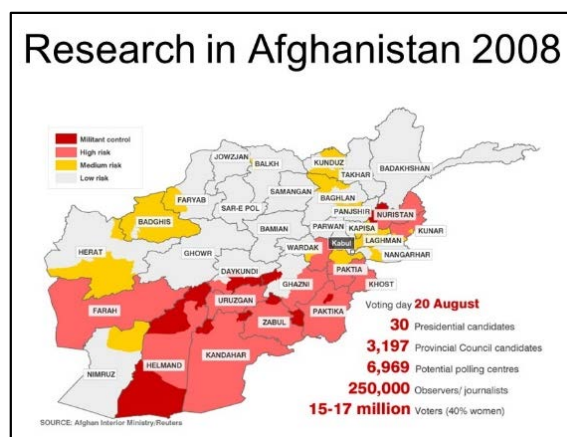 Research in Afghanistan 2008
Militant control
High risk
Medium risk
Low risk
JOWZJAN
BALKH
KUNDUZ
TAKHAR
BADAKHSHAN
FARYAB
SAMANGAN
BAGHLAN
BADGHIS
SAR-E POL
PANJSHIR
NURISTAN
BAMIAN
PARWAN
KAPISA
KUNAR
HERAT
Kabul
LAGHMAN
GHOWR
WARDAK
NANGARHAR
DAYKUNDI
PAKTIA
GHAZNI
KHOST
URUZGAN
FARAH
PAKTIKA
ZABUL
NIMRUZ
HELMAND
KANDAHAR
Voting day 20 August
30 Presidential candidates
3,197 Provincial Council candidates
6,969 Potential polling centres
250,000 Observers/ journalists
15-17 million Voters (40% women)
SOURCE: Afghan Interior Ministry/Reuters